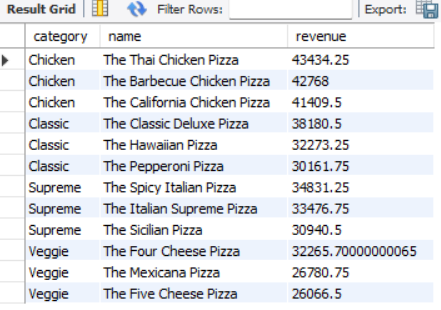 Result Grid Filter Rows: Export:
category name revenue
Chicken The Thai Chicken Pizza 43434.25
Chicken The Barbecue Chicken Pizza 42768
Chicken The California Chicken Pizza 41409.5
Classic The Classic Deluxe Pizza 38180.5
Classic The Hawaiian Pizza 32273.25
Classic The Pepperoni Pizza 30161.75
Supreme The Spicy Italian Pizza 34831.25
Supreme The Italian Supreme Pizza 33476.75
Supreme The Sicilian Pizza 30940.5
Veggie The Four Cheese Pizza 32265.70000000065
Veggie The Mexicana Pizza 26780.75
Veggie The Five Cheese Pizza 26066.5